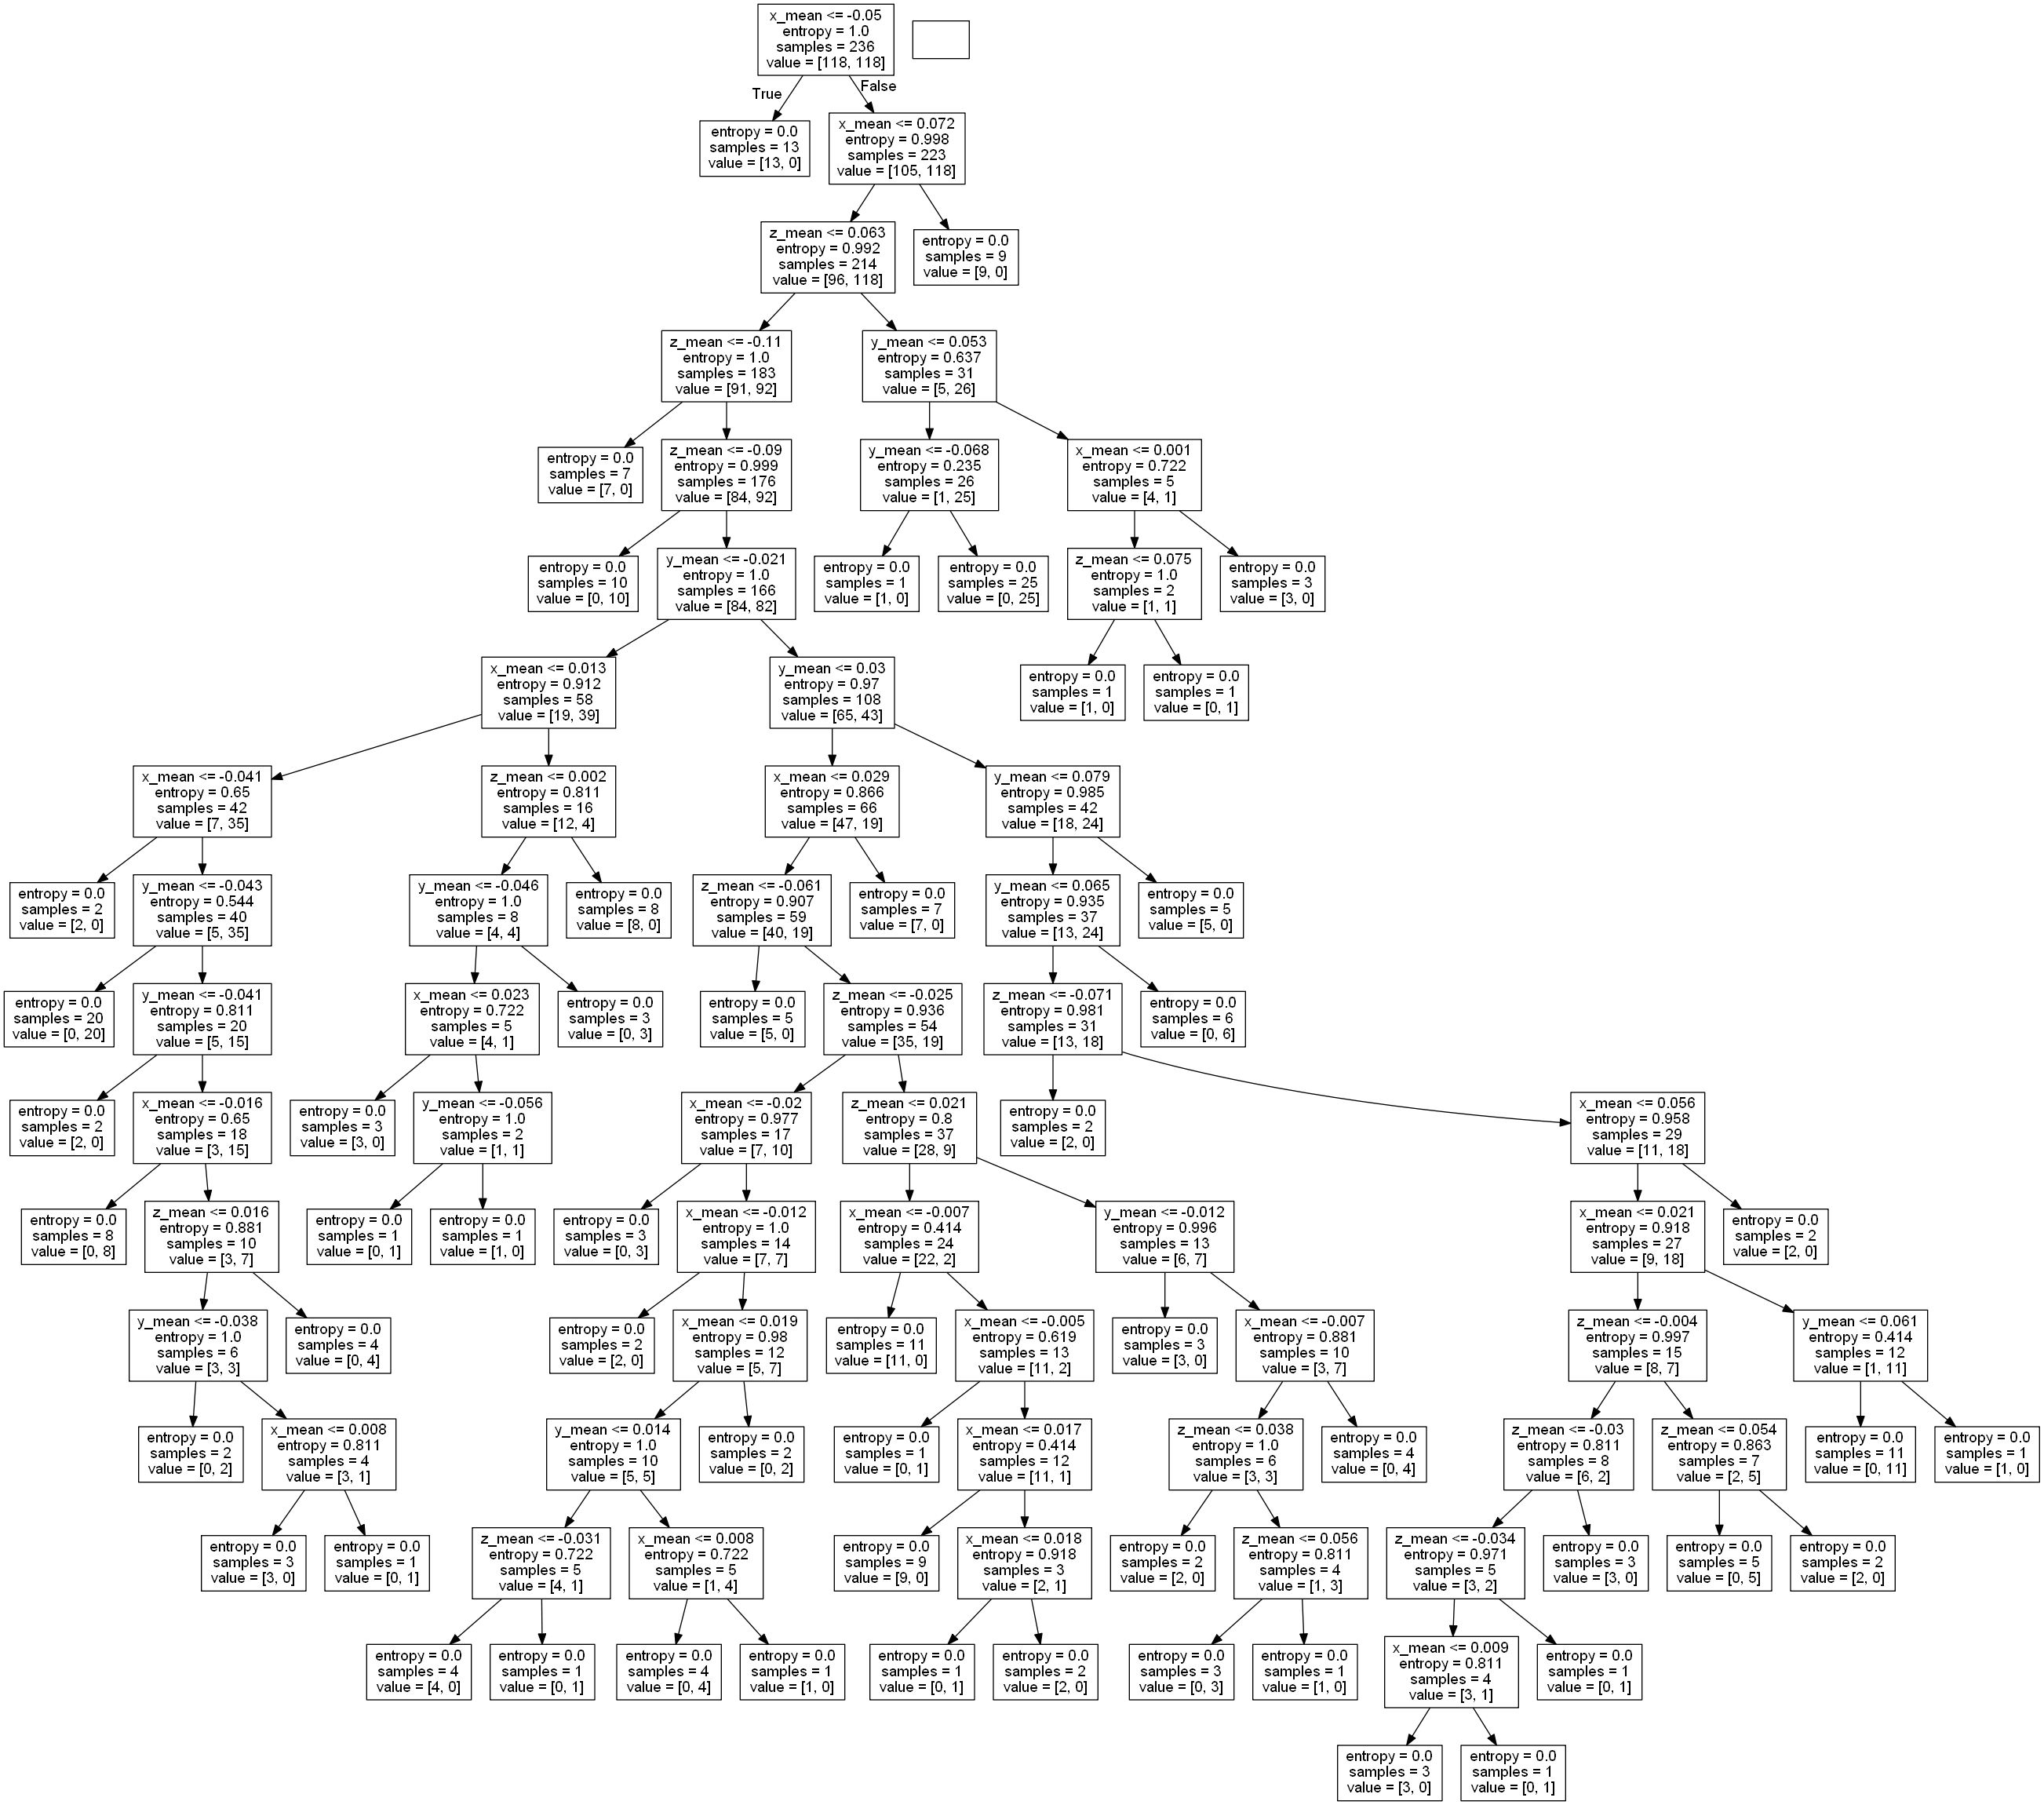 x_mean <= -0.05
entropy = 1.0
samples = 236
value = [118, 118]
True
False
entropy = 0.0
samples = 13
value = [13, 0]
x_mean <= 0.072
entropy = 0.998
samples = 223
value = [105, 118]
z_mean <= 0.063
entropy = 0.992
samples = 214
value = [96, 118]
entropy = 0.0
samples = 9
value = [9, 0]
z_mean <= -0.11
entropy = 1.0
samples = 183
value = [91, 92]
y_mean <= 0.053
entropy = 0.637
samples = 31
value = [5, 26]
entropy = 0.0
samples = 7
value = [7, 0]
z_mean <= -0.09
entropy = 0.999
samples = 176
value = [84, 92]
y_mean <= -0.068
entropy = 0.235
samples = 26
value = [1, 25]
x_mean <= 0.001
entropy = 0.722
samples = 5
value = [4, 1]
entropy = 0.0
samples = 10
value = [0, 10]
y_mean <= -0.021
entropy = 1.0
samples = 166
value = [84, 82]
entropy = 0.0
samples = 1
value = [1, 0]
entropy = 0.0
samples = 25
value = [0, 25]
z_mean <= 0.075
entropy = 1.0
samples = 2
value = [1, 1]
entropy = 0.0
samples = 3
value = [3, 0]
x_mean <= 0.013
entropy = 0.912
samples = 58
value = [19, 39]
y_mean <= 0.03
entropy = 0.97
samples = 108
value = [65, 43]
entropy = 0.0
samples = 1
value = [1, 0]
entropy = 0.0
samples = 1
value = [0, 1]
x_mean <= -0.041
entropy = 0.65
samples = 42
value = [7, 35]
z_mean <= 0.002
entropy = 0.811
samples = 16
value = [12, 4]
x_mean <= 0.029
entropy = 0.866
samples = 66
value = [47, 19]
y_mean <= 0.079
entropy = 0.985
samples = 42
value = [18, 24]
entropy = 0.0
samples = 2
value = [2, 0]
y_mean <= -0.043
entropy = 0.544
samples = 40
value = [5, 35]
y_mean <= -0.046
entropy = 1.0
samples = 8
value = [4, 4]
entropy = 0.0
samples = 8
value = [8, 0]
z_mean <= -0.061
entropy = 0.907
samples = 59
value = [40, 19]
entropy = 0.0
samples = 7
value = [7, 0]
y_mean <= 0.065
entropy = 0.935
samples = 37
value = [13, 24]
entropy = 0.0
samples = 5
value = [5, 0]
entropy = 0.0
samples = 20
value = [0, 20]
y_mean <= -0.041
entropy = 0.811
samples = 20
value = [5, 15]
x_mean <= 0.023
entropy = 0.722
samples = 5
value = [4, 1]
entropy = 0.0
samples = 3
value = [0, 3]
entropy = 0.0
samples = 5
value = [5, 0]
z_mean <= -0.025
entropy = 0.936
samples = 54
value = [35, 19]
z_mean <= -0.071
entropy = 0.981
samples = 31
value = [13, 18]
entropy = 0.0
samples = 6
value = [0, 6]
entropy = 0.0
samples = 2
value = [2, 0]
x_mean <= -0.016
entropy = 0.65
samples = 18
value = [3, 15]
entropy = 0.0
samples = 3
value = [3, 0]
y_mean <= -0.056
entropy = 1.0
samples = 2
value = [1, 1]
x_mean <= -0.02
entropy = 0.977
samples = 17
value = [7, 10]
z_mean <= 0.021
entropy = 0.8
samples = 37
value = [28, 9]
entropy = 0.0
samples = 2
value = [2, 0]
x_mean <= 0.056
entropy = 0.958
samples = 29
value = [11, 18]
entropy = 0.0
samples = 8
value = [0, 8]
z_mean <= 0.016
entropy = 0.881
samples = 10
value = [3, 7]
entropy = 0.0
samples = 1
value = [0, 1]
entropy = 0.0
samples = 1
value = [1, 0]
entropy = 0.0
samples = 3
value = [0, 3]
x_mean <= -0.012
entropy = 1.0
samples = 14
value = [7, 7]
x_mean <= -0.007
entropy = 0.414
samples = 24
value = [22, 2]
y_mean <= -0.012
entropy = 0.996
samples = 13
value = [6, 7]
x_mean <= 0.021
entropy = 0.918
samples = 27
value = [9, 18]
entropy = 0.0
samples = 2
value = [2, 0]
y_mean <= -0.038
entropy = 1.0
samples = 6
value = [3, 3]
entropy = 0.0
samples = 4
value = [0, 4]
entropy = 0.0
samples = 2
value = [2, 0]
x_mean <= 0.019
entropy = 0.98
samples = 12
value = [5, 7]
entropy = 0.0
samples = 11
value = [11, 0]
x_mean <= -0.005
entropy = 0.619
samples = 13
value = [11, 2]
entropy = 0.0
samples = 3
value = [3, 0]
x_mean <= -0.007
entropy = 0.881
samples = 10
value = [3, 7]
z_mean <= -0.004
entropy = 0.997
samples = 15
value = [8, 7]
y_mean <= 0.061
entropy = 0.414
samples = 12
value = [1, 11]
entropy = 0.0
samples = 2
value = [0, 2]
x_mean <= 0.008
entropy = 0.811
samples = 4
value = [3, 1]
y_mean <= 0.014
entropy = 1.0
samples = 10
value = [5, 5]
entropy = 0.0
samples = 2
value = [0, 2]
entropy = 0.0
samples = 1
value = [0, 1]
x_mean <= 0.017
entropy = 0.414
samples = 12
value = [11, 1]
z_mean <= 0.038
entropy = 1.0
samples = 6
value = [3, 3]
entropy = 0.0
samples = 4
value = [0, 4]
z_mean <= -0.03
entropy = 0.811
samples = 8
value = [6, 2]
z_mean <= 0.054
entropy = 0.863
samples = 7
value = [2, 5]
entropy = 0.0
samples = 11
value = [0, 11]
entropy = 0.0
samples = 1
value = [1, 0]
entropy = 0.0
samples = 3
value = [3, 0]
entropy = 0.0
samples = 1
value = [0, 1]
z_mean <= -0.031
entropy = 0.722
samples = 5
value = [4, 1]
x_mean <= 0.008
entropy = 0.722
samples = 5
value = [1, 4]
entropy = 0.0
samples = 9
value = [9, 0]
x_mean <= 0.018
entropy = 0.918
samples = 3
value = [2, 1]
entropy = 0.0
samples = 2
value = [2, 0]
z_mean <= 0.056
entropy = 0.811
samples = 4
value = [1, 3]
z_mean <= -0.034
entropy = 0.971
samples = 5
value = [3, 2]
entropy = 0.0
samples = 3
value = [3, 0]
entropy = 0.0
samples = 5
value = [0, 5]
entropy = 0.0
samples = 2
value = [2, 0]
entropy = 0.0
samples = 4
value = [4, 0]
entropy = 0.0
samples = 1
value = [0, 1]
entropy = 0.0
samples = 4
value = [0, 4]
entropy = 0.0
samples = 1
value = [1, 0]
entropy = 0.0
samples = 1
value = [0, 1]
entropy = 0.0
samples = 2
value = [2, 0]
entropy = 0.0
samples = 3
value = [0, 3]
entropy = 0.0
samples = 1
value = [1, 0]
x_mean <= 0.009
entropy = 0.811
samples = 4
value = [3, 1]
entropy = 0.0
samples = 1
value = [0, 1]
entropy = 0.0
samples = 3
value = [3, 0]
entropy = 0.0
samples = 1
value = [0, 1]